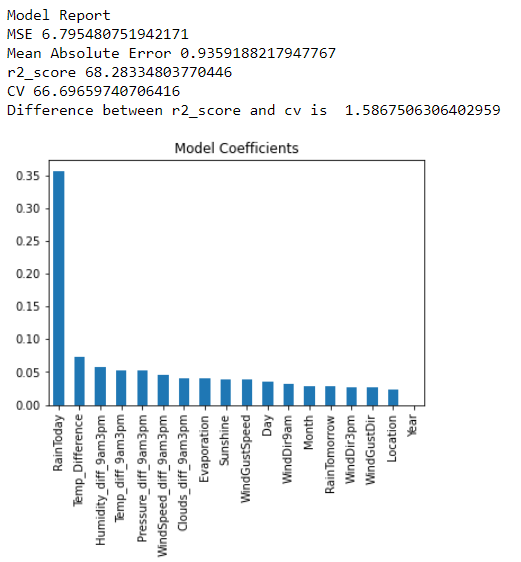 Model Report
MSE 6.795480751942171
Mean Absolute Error 0.9359188217947767
r2_score 68.28334803770446
CV 66.69659740706416
Difference between r2_score and cv is  1.5867506306402959
Model Coefficients
0.35
0.30
0.25
0.20
0.15
0.10
0.05
0.00
RainToday
Temp_Difference
Humidity_diff_9am3pm
Temp_diff_9am3pm
Pressure_diff_9am3pm
WindSpeed_diff_9am3pm
Clouds_diff_9am3pm
Evaporation
Sunshine
WindGustSpeed
Day
WindDir9am
Month
RainTomorrow
WindDir3pm
WindGustDir
Location
Year